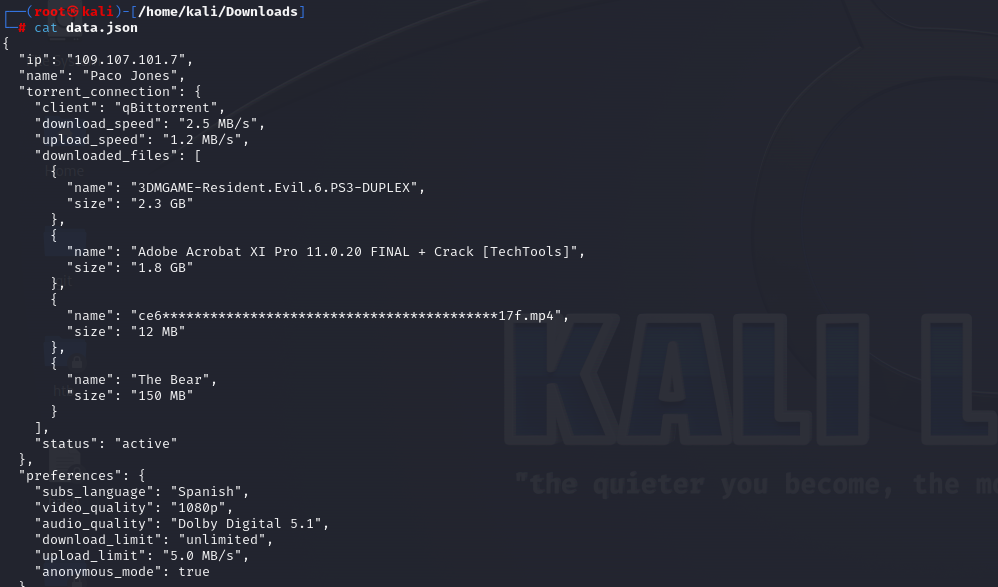 ┌──(root㉿kali)-[/home/kali/Downloads]
└─# cat data.json
{
  "ip": "109.107.101.7",
  "name": "Paco Jones",
  "torrent_connection": {
    "client": "qBittorrent",
    "download_speed": "2.5 MB/s",
    "upload_speed": "1.2 MB/s",
    "downloaded_files": [
      {
        "name": "3DMGAME-Resident.Evil.6.PS3-DUPLEX",
        "size": "2.3 GB"
      },
      {
        "name": "Adobe Acrobat XI Pro 11.0.20 FINAL + Crack [TechTools]",
        "size": "1.8 GB"
      },
      {
        "name": "ce6******************************************17f.mp4",
        "size": "12 MB"
      },
      {
        "name": "The Bear",
        "size": "150 MB"
      }
    ],
    "status": "active"
  },
  "preferences": {
    "subs_language": "Spanish",
    "video_quality": "1080p",
    "audio_quality": "Dolby Digital 5.1",
    "download_limit": "unlimited",
    "upload_limit": "5.0 MB/s",
    "anonymous_mode": true
  }
KALI L
"the quieter you become, the m